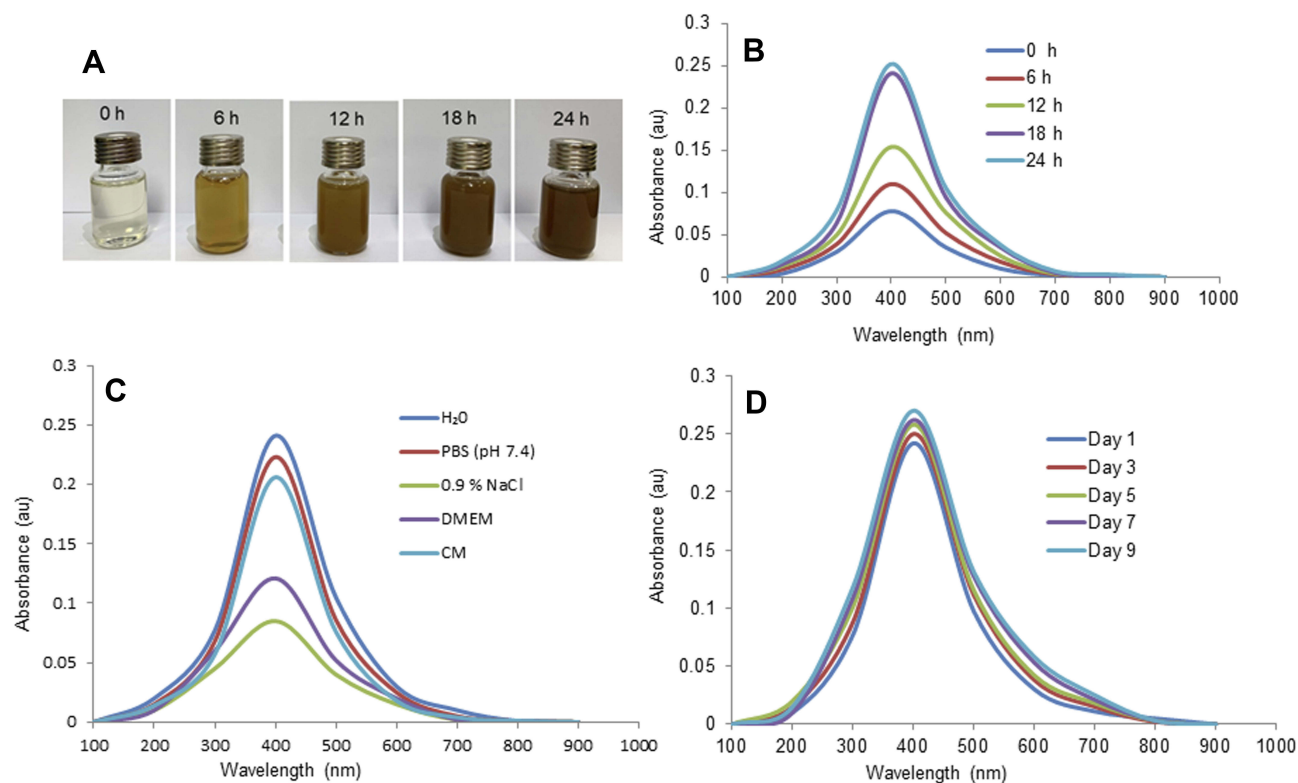 A
0 h
6 h
12 h
18 h
24 h
B
0.3
0.25
0.2
0.15
0.1
0.05
0
Absorbance (au)
100 200 300 400 500 600 700 800 900 1000
Wavelength (nm)
0 h
6 h
12 h
18 h
24 h
C
0.3
0.25
0.2
0.15
0.1
0.05
0
Absorbance (au)
100 200 300 400 500 600 700 800 900 1000
Wavelength (nm)
H₂0
PBS (pH 7.4)
0.9 % NaCl
DMEM
CM
D
0.3
0.25
0.2
0.15
0.1
0.05
0
Absorbance (au)
100 200 300 400 500 600 700 800 900 1000
Wavelength (nm)
Day 1
Day 3
Day 5
Day 7
Day 9